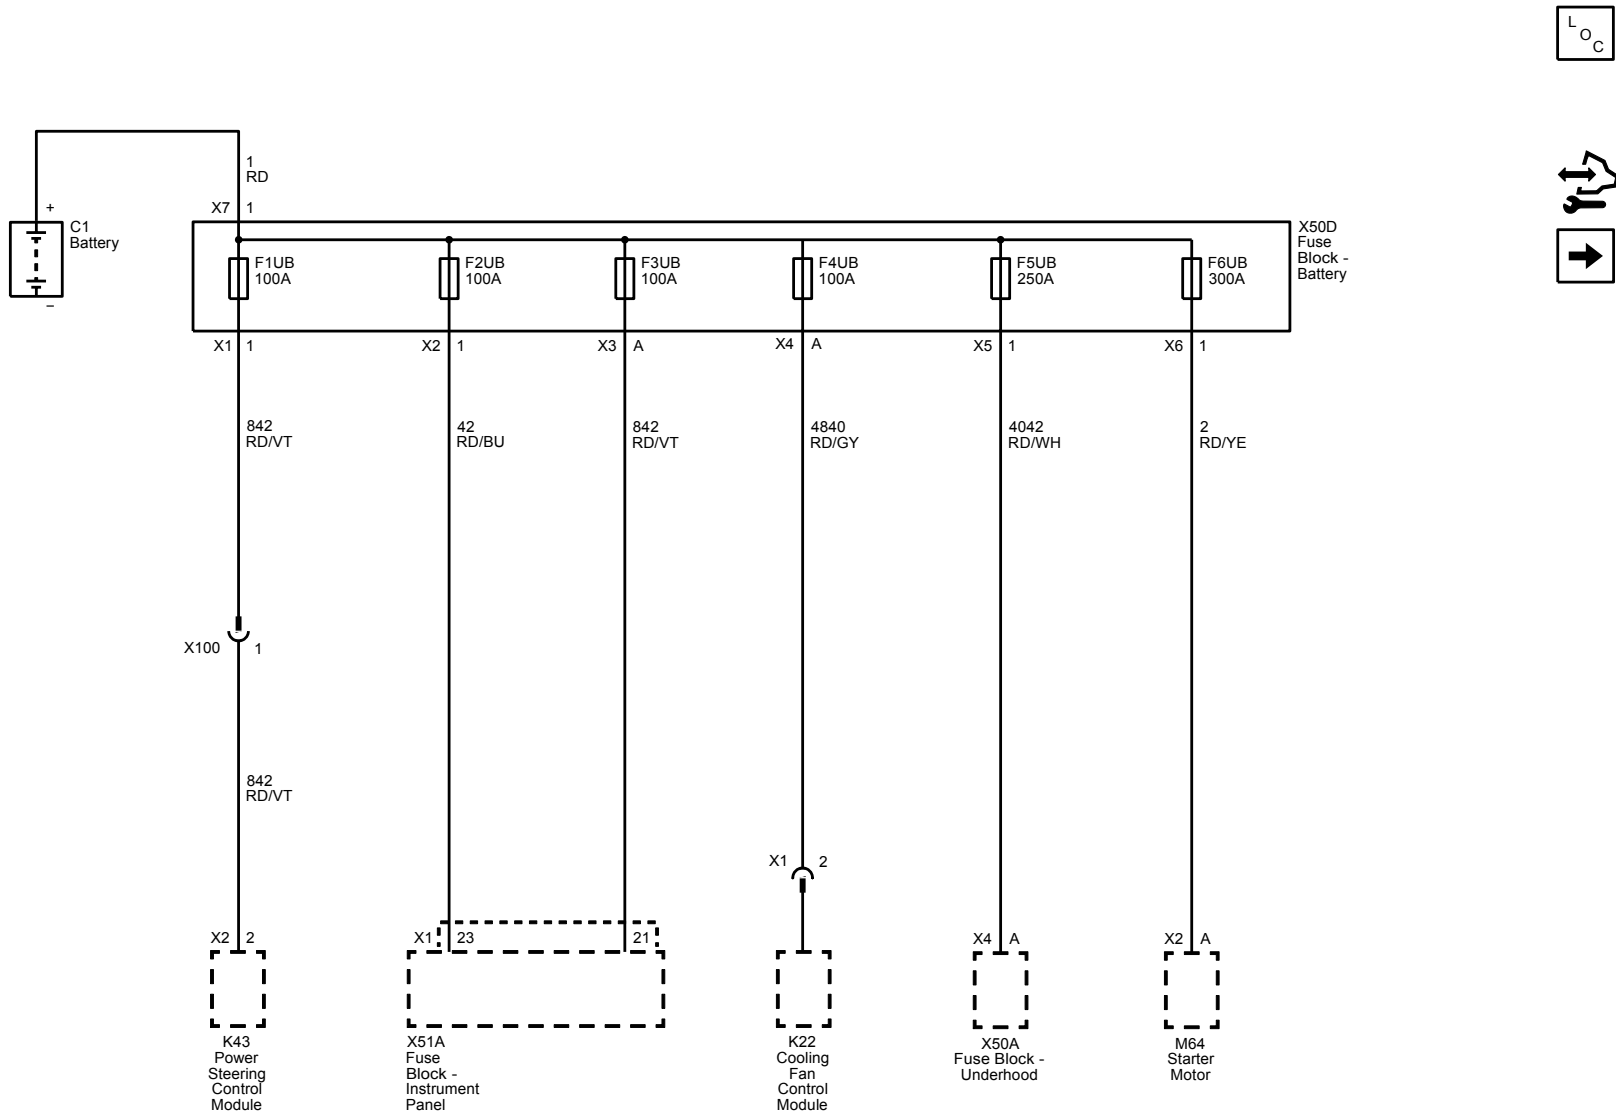 L
O
C
1
RD
X7 1
+
C1
Battery
–
X50D
Fuse
Block -
Battery
F1UB
100A
F2UB
100A
F3UB
100A
F4UB
100A
F5UB
250A
F6UB
300A
X1 1
X2 1
X3 A
X4 A
X5 1
X6 1
842
RD/VT
42
RD/BU
842
RD/VT
4840
RD/GY
4042
RD/WH
2
RD/YE
X100 1
842
RD/VT
X1 2
X2 2
X1 23
21
X4 A
X2 A
K43
Power
Steering
Control
Module
X51A
Fuse
Block -
Instrument
Panel
K22
Cooling
Fan
Control
Module
X50A
Fuse Block -
Underhood
M64
Starter
Motor